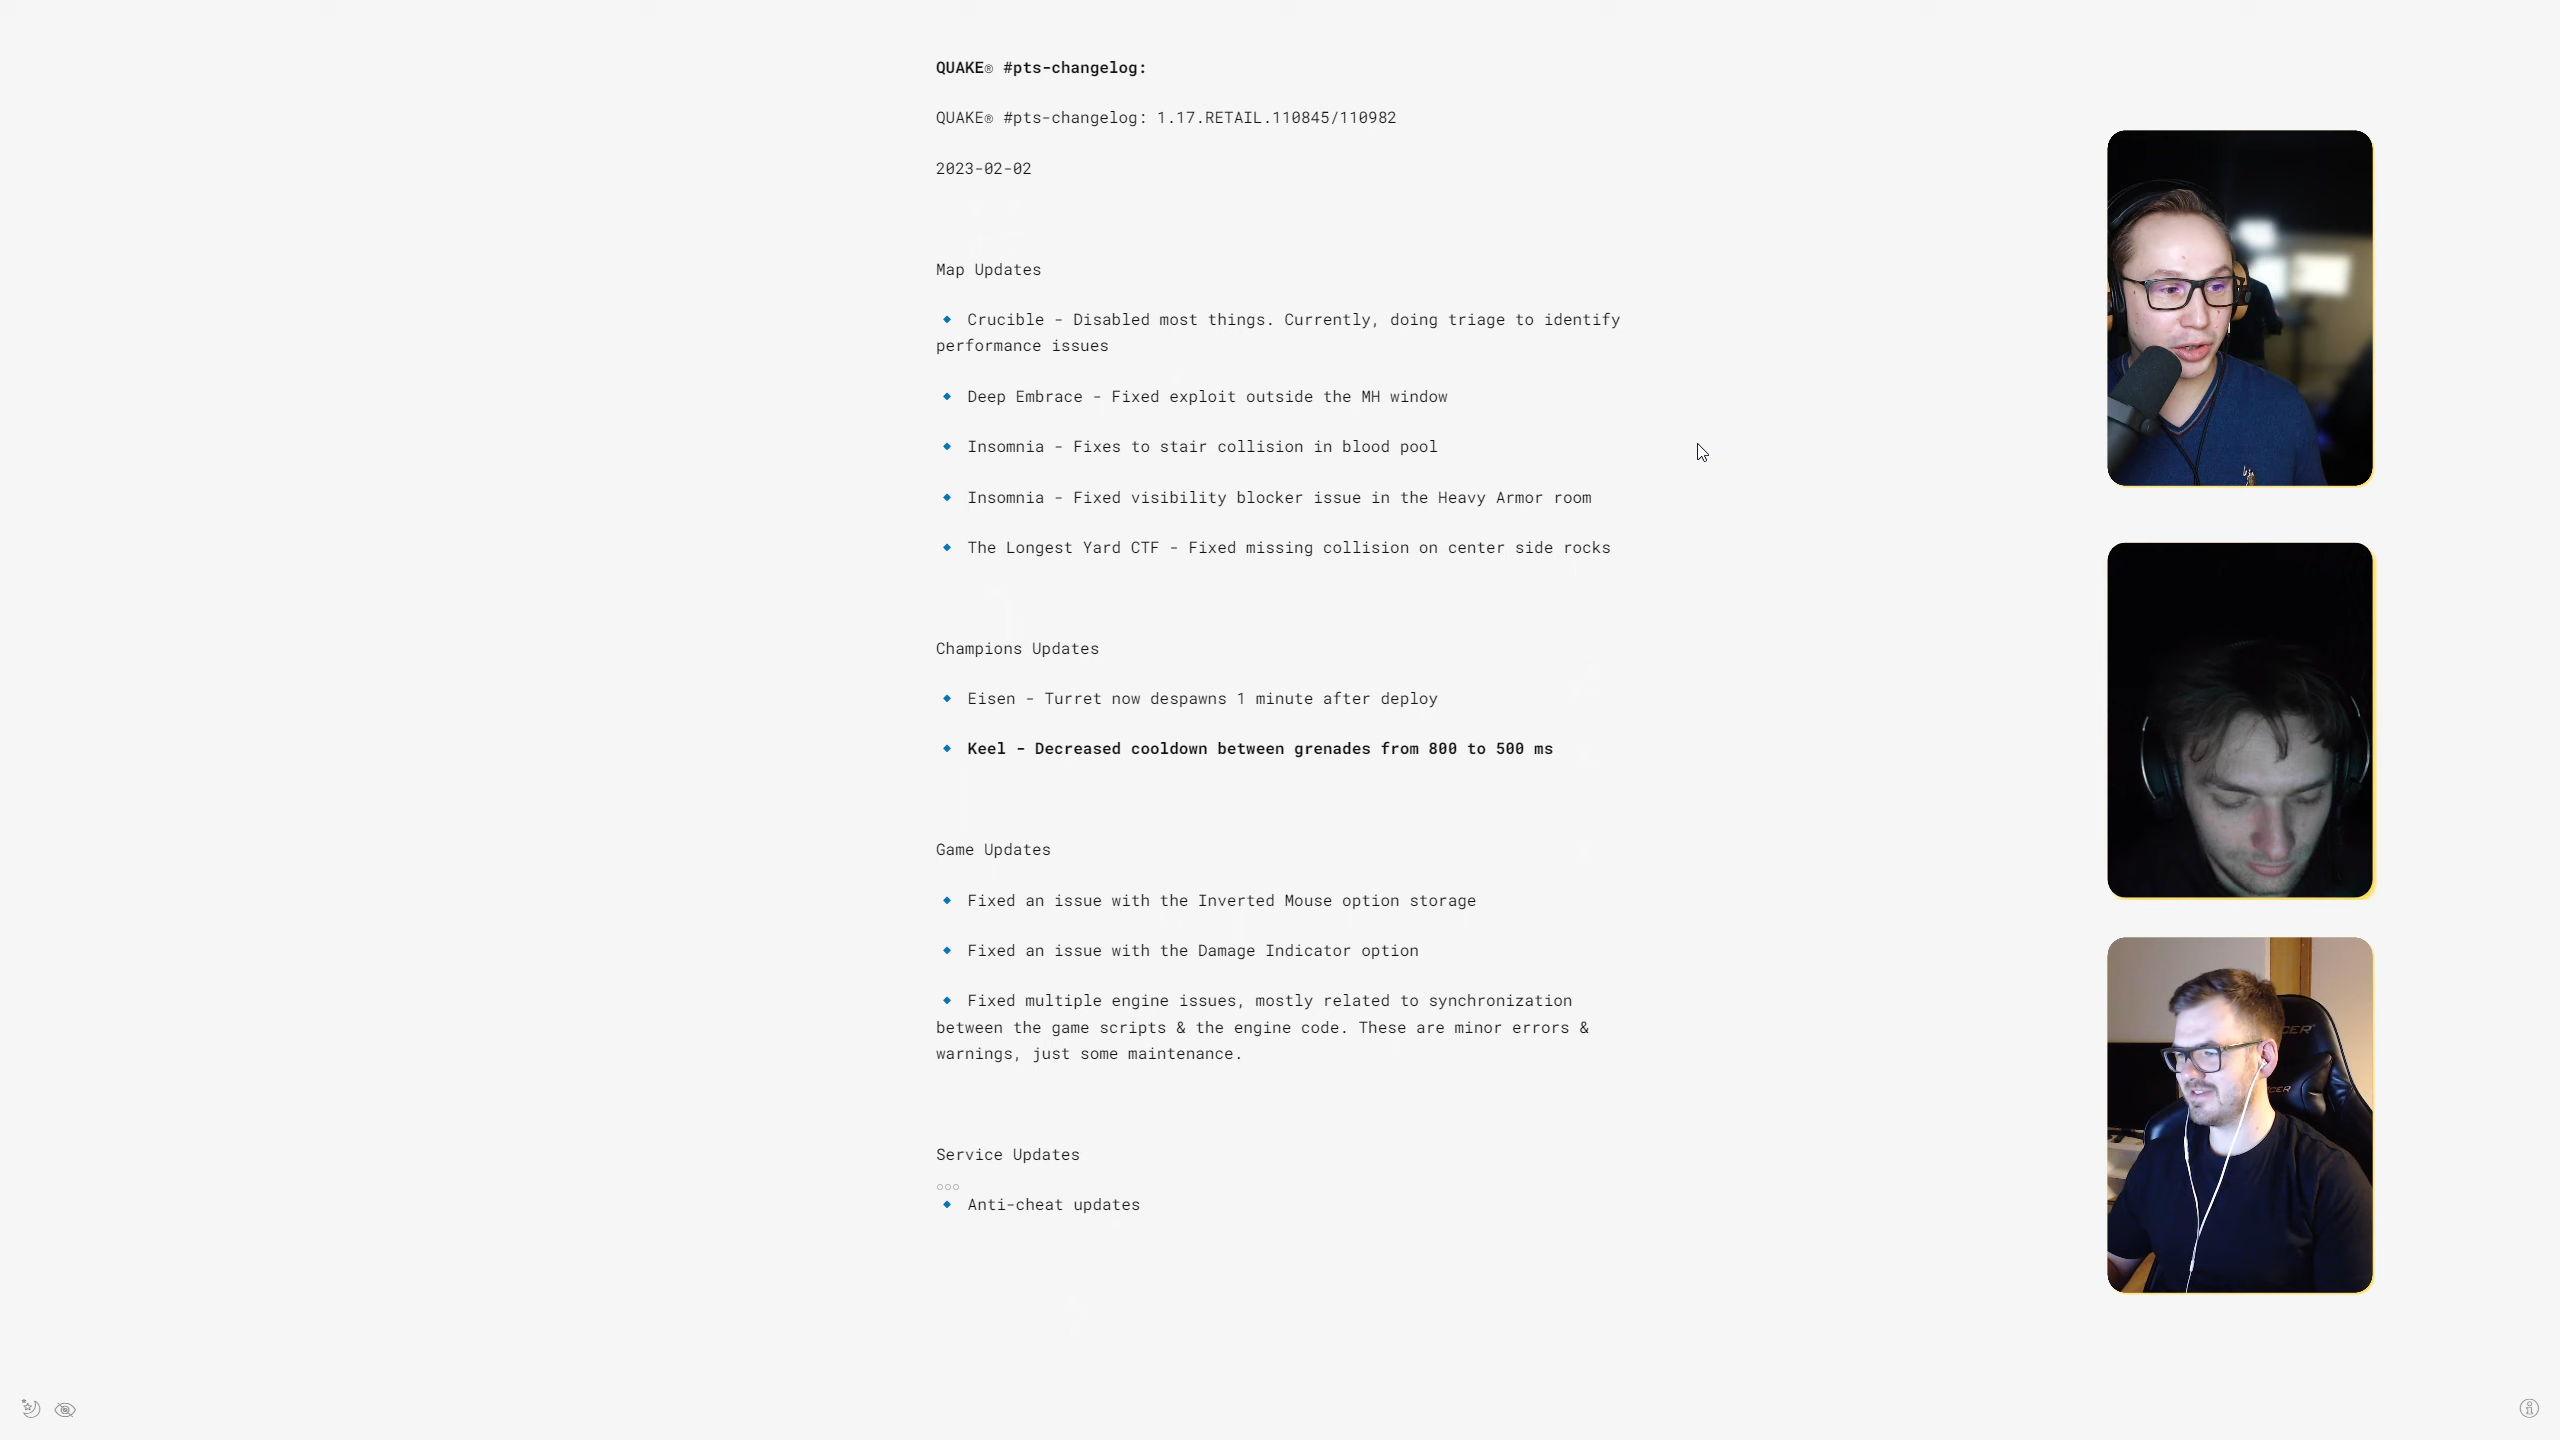 QUAKE® #pts-changelog:
QUAKE® #pts-changelog: 1.17.RETAIL.110845/110982
2023-02-02
Map Updates
🔹 Crucible - Disabled most things. Currently, doing triage to identify
performance issues
🔹 Deep Embrace - Fixed exploit outside the MH window
🔹 Insomnia - Fixes to stair collision in blood pool
🔹 Insomnia - Fixed visibility blocker issue in the Heavy Armor room
🔹 The Longest Yard CTF - Fixed missing collision on center side rocks
Champions Updates
🔹 Eisen - Turret now despawns 1 minute after deploy
🔹 Keel - Decreased cooldown between grenades from 800 to 500 ms
Game Updates
🔹 Fixed an issue with the Inverted Mouse option storage
🔹 Fixed an issue with the Damage Indicator option
🔹 Fixed multiple engine issues, mostly related to synchronization
between the game scripts & the engine code. These are minor errors &
warnings, just some maintenance.
Service Updates
🔹 Anti-cheat updates